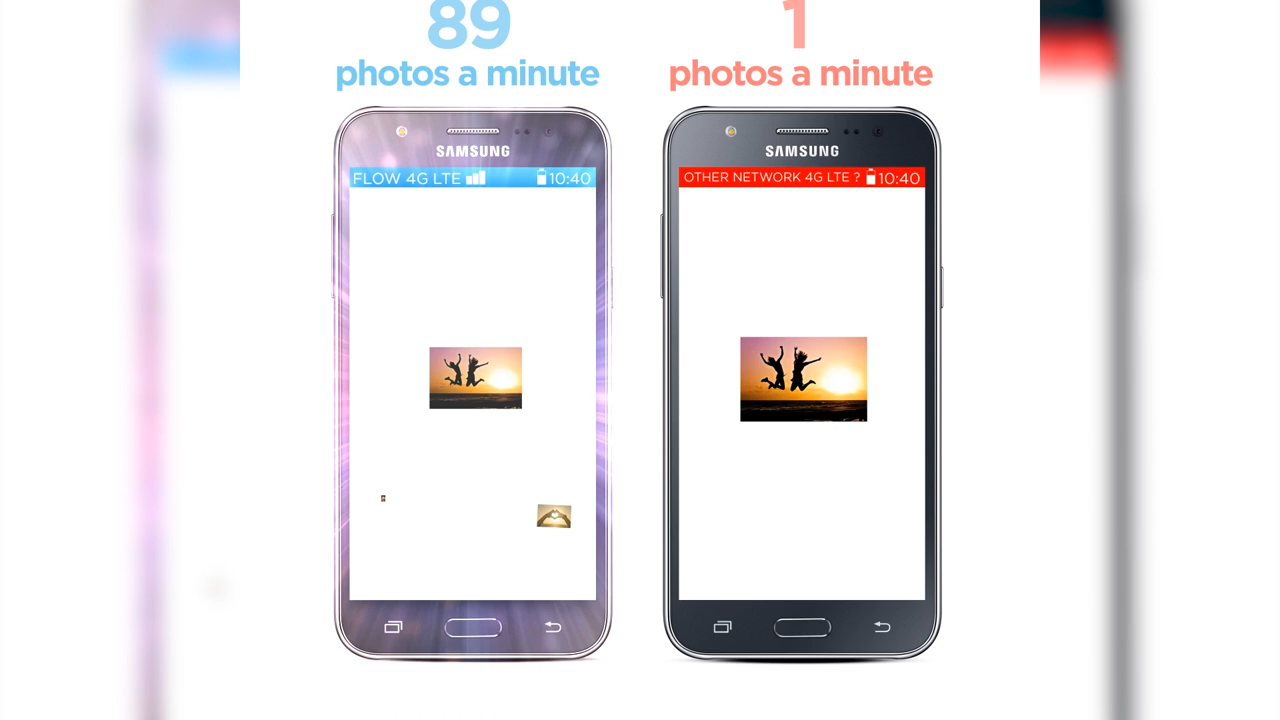 89
photos a minute
SAMSUNG
FLOW 4G LTE 10:40
1
photos a minute
SAMSUNG
OTHER NETWORK 4G LTE ? 10:40